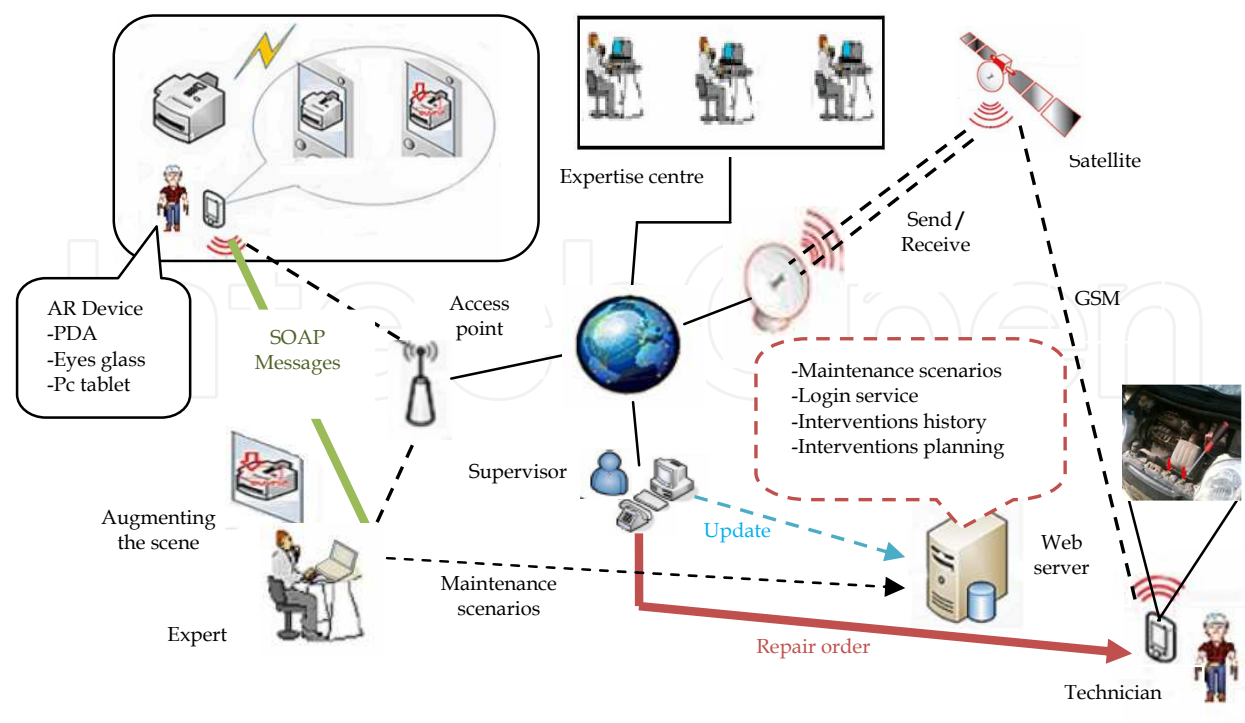 Expertise centre
Satellite
Send/
Receive
GSM
AR Device
-PDA
-Eyes glass
-Pc tablet
SOAP
Messages
Access
point
-Maintenance scenarios
-Login service
-Interventions history
-Interventions planning
Supervisor
Augmenting
the scene
Update
Web
server
Expert
Maintenance
scenarios
Repair order
Technician